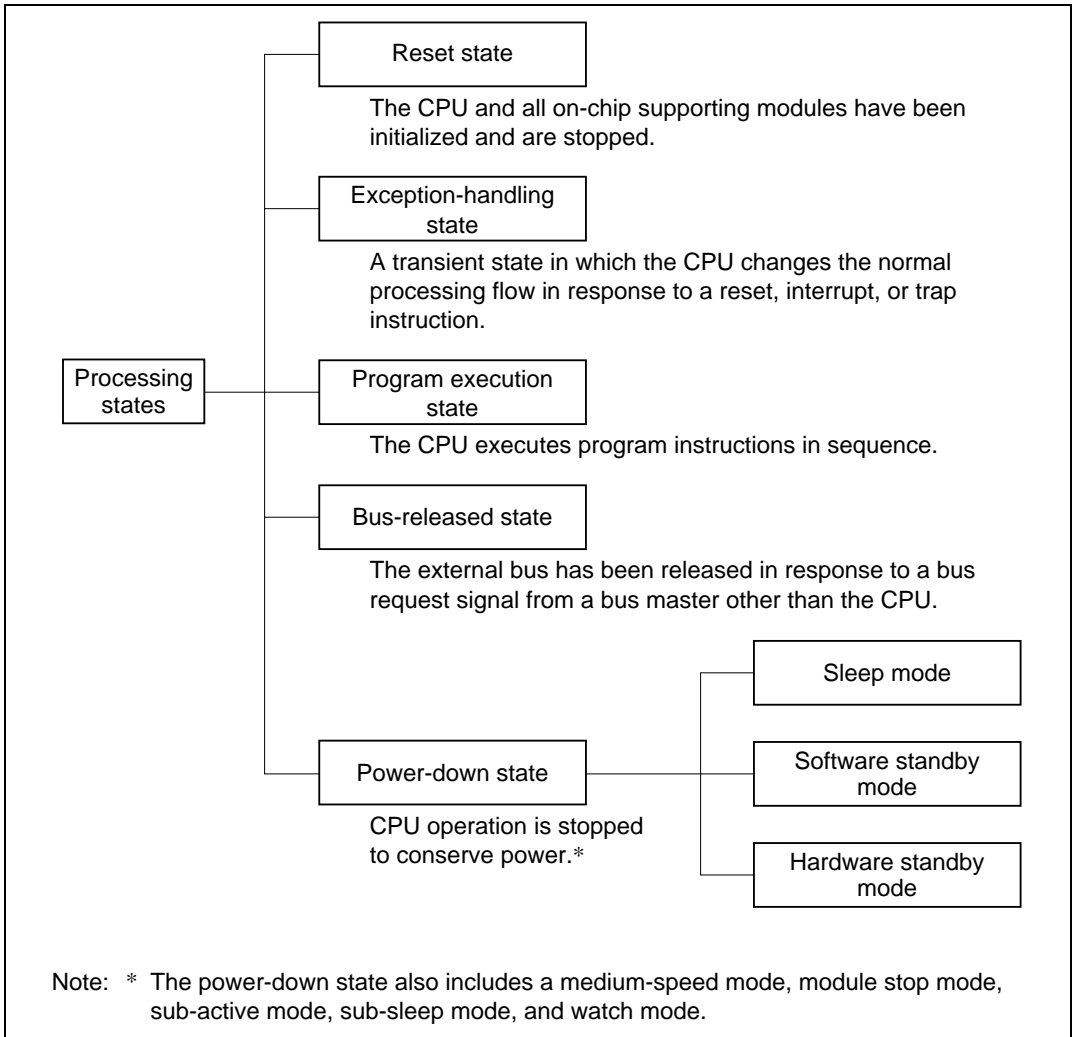 Reset state
The CPU and all on-chip supporting modules have been
initialized and are stopped.
Exception-handling
state
A transient state in which the CPU changes the normal
processing flow in response to a reset, interrupt, or trap
instruction.
Processing
states
Program execution
state
The CPU executes program instructions in sequence.
Bus-released state
The external bus has been released in response to a bus
request signal from a bus master other than the CPU.
Power-down state
CPU operation is stopped
to conserve power.*
Sleep mode
Software standby
mode
Hardware standby
mode
Note: * The power-down state also includes a medium-speed mode, module stop mode,
sub-active mode, sub-sleep mode, and watch mode.